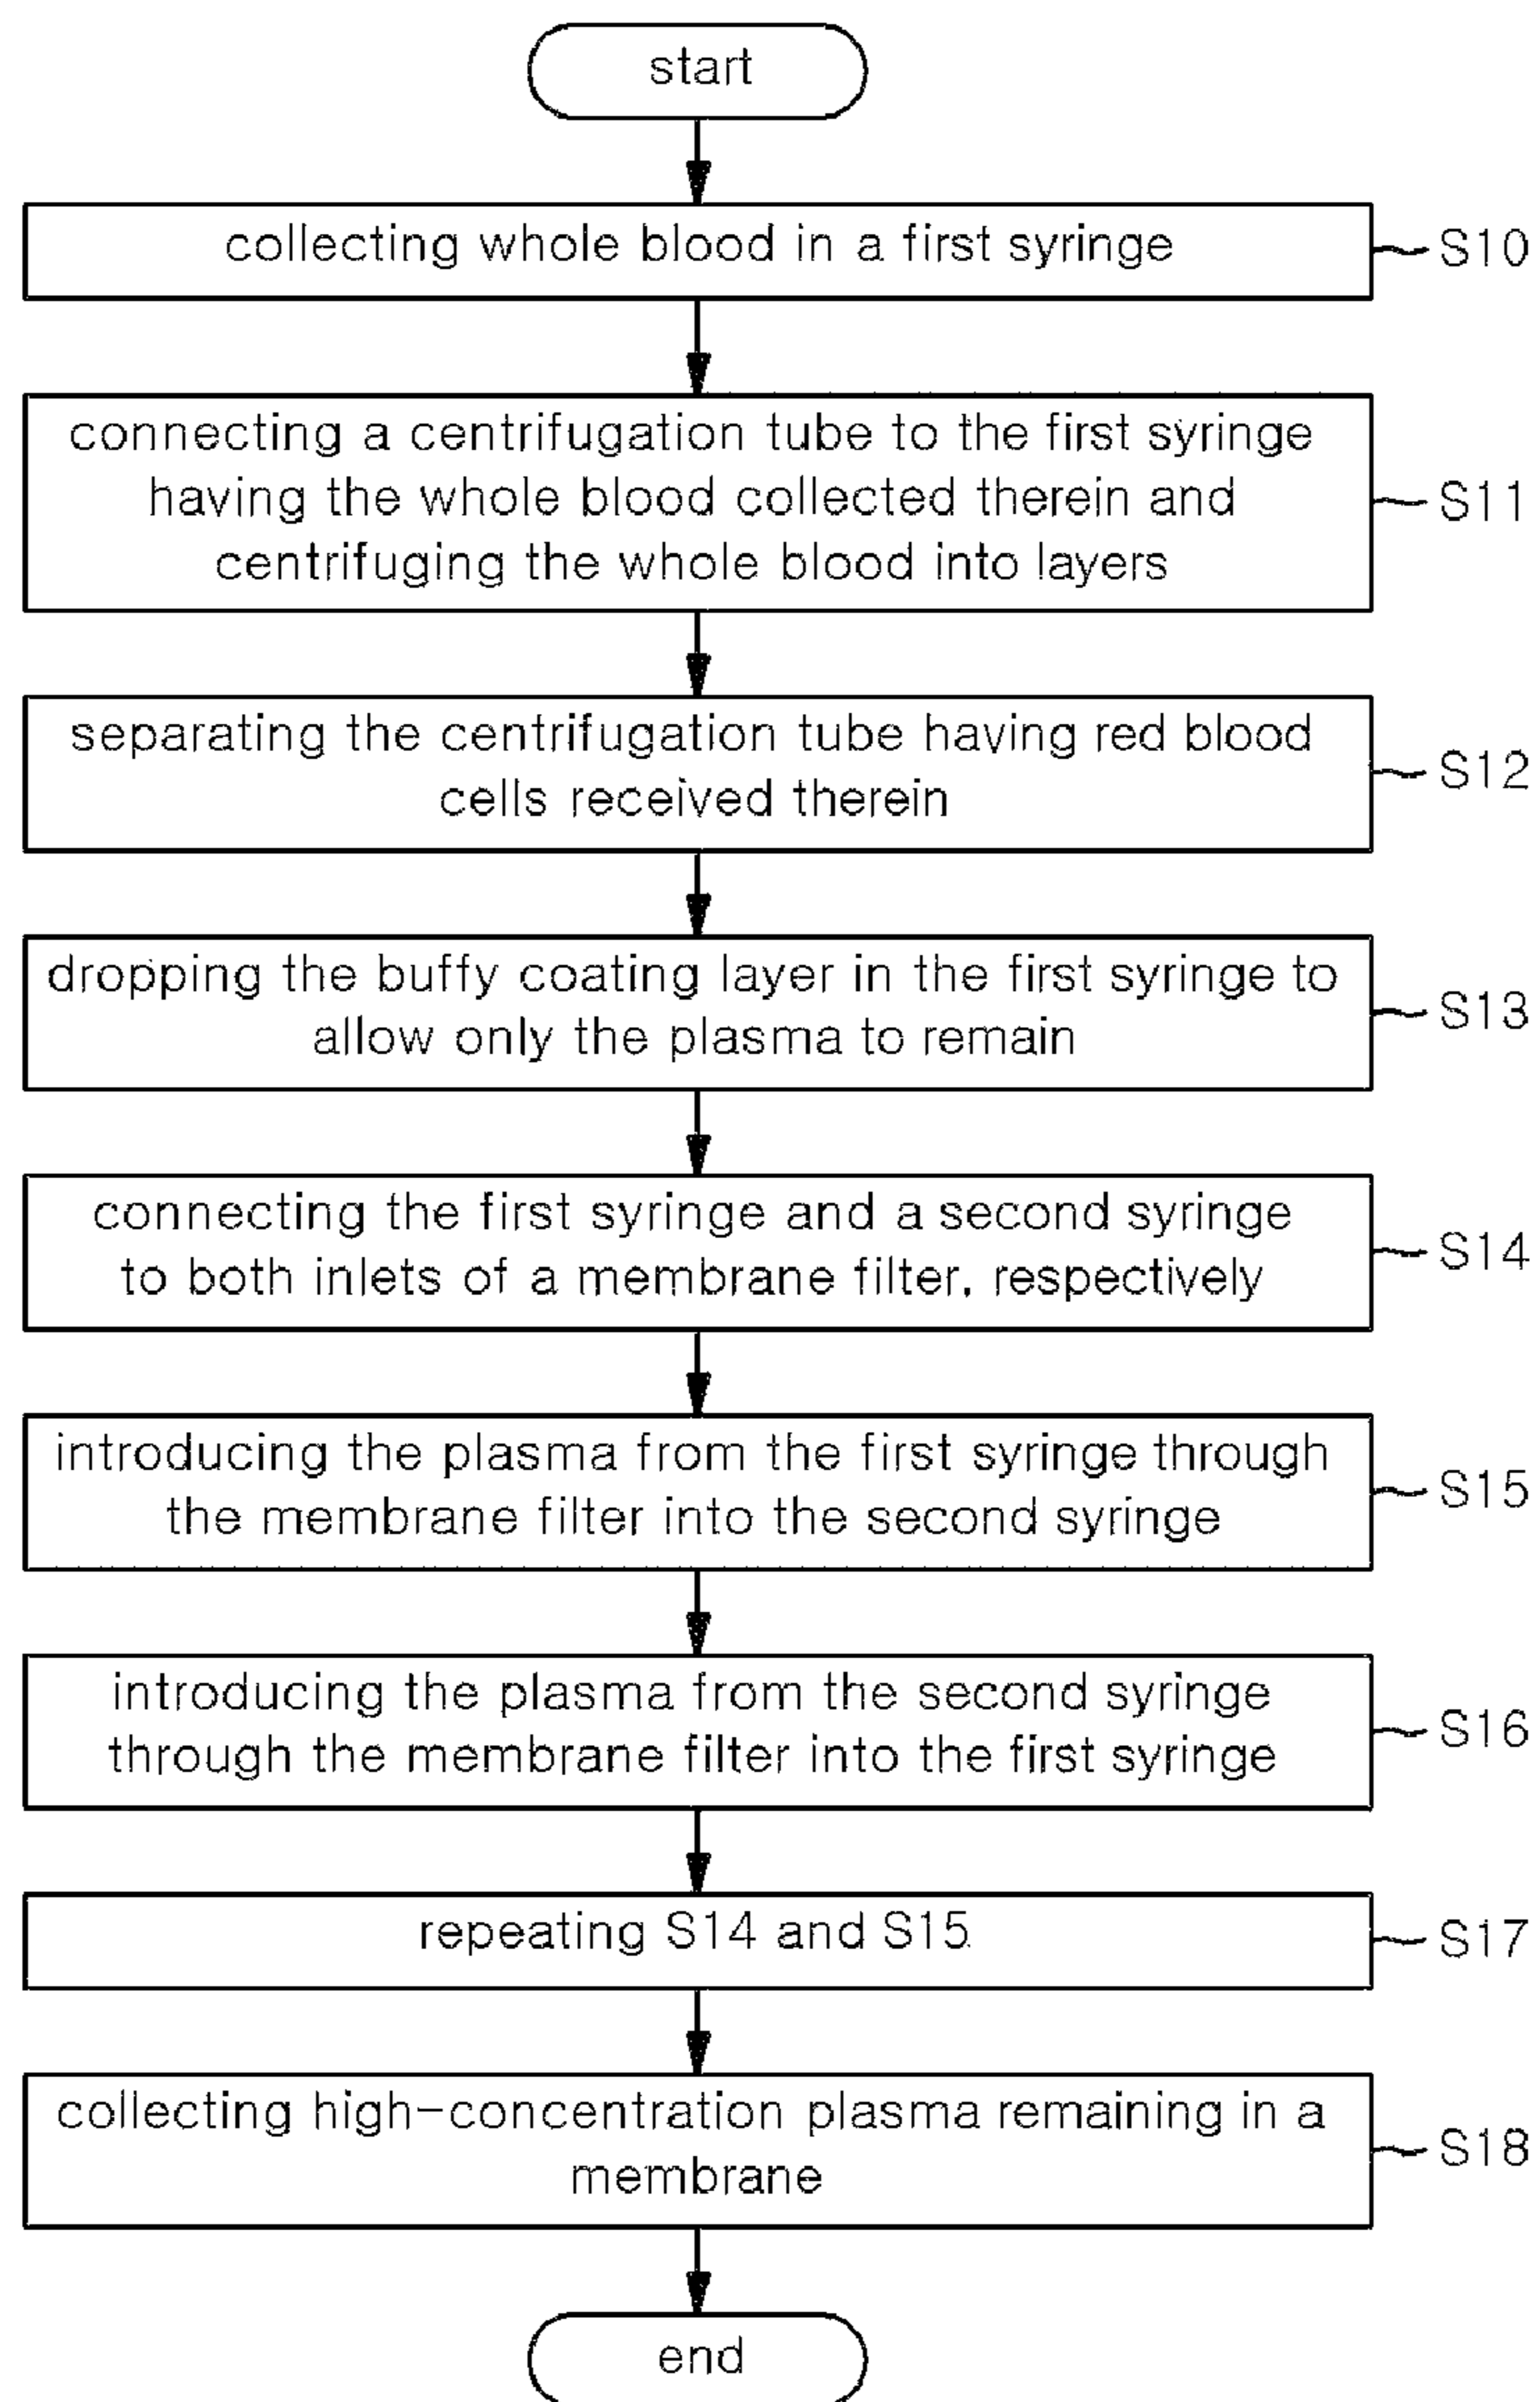 start
collecting whole blood in a first syringe
S10
connecting a centrifugation tube to the first syringe
having the whole blood collected therein and
centrifuging the whole blood into layers
S11
separating the centrifugation tube having red blood
cells received therein
S12
dropping the buffy coating layer in the first syringe to
allow only the plasma to remain
S13
connecting the first syringe and a second syringe
to both inlets of a membrane filter, respectively
S14
introducing the plasma from the first syringe through
the membrane filter into the second syringe
S15
introducing the plasma from the second syringe
through the membrane filter into the first syringe
S16
repeating S14 and S15
S17
collecting high-concentration plasma remaining in a
membrane
S18
end